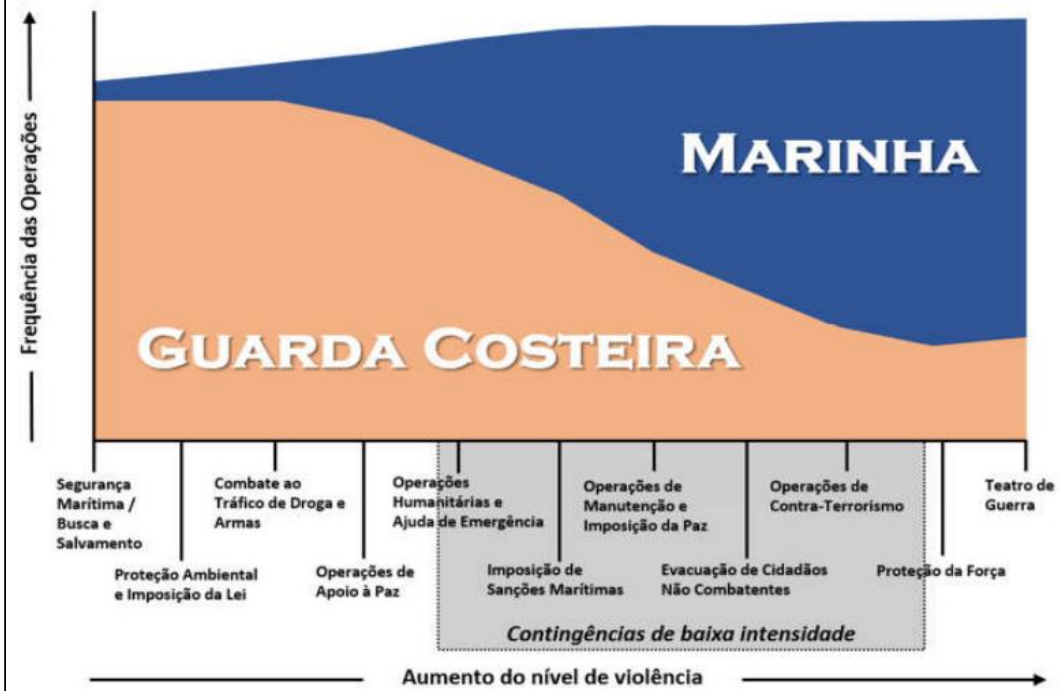 Frequência das Operações
MARINHA
GUARDA COSTEIRA
Segurança
Marítima /
Busca e
Salvamento
Proteção Ambiental
e Imposição da Lei
Combate ao
Tráfico de Droga e
Armas
Operações de
Apoio à Paz
Operações
Humanitárias e
Ajuda de Emergência
Imposição de
Sanções Marítimas
Operações de
Manutenção e
Imposição da Paz
Evacuação de Cidadãos
Não Combatentes
Operações de
Contra-Terrorismo
Proteção da Força
Teatro de
Guerra
Contingências de baixa intensidade
Aumento do nível de violência